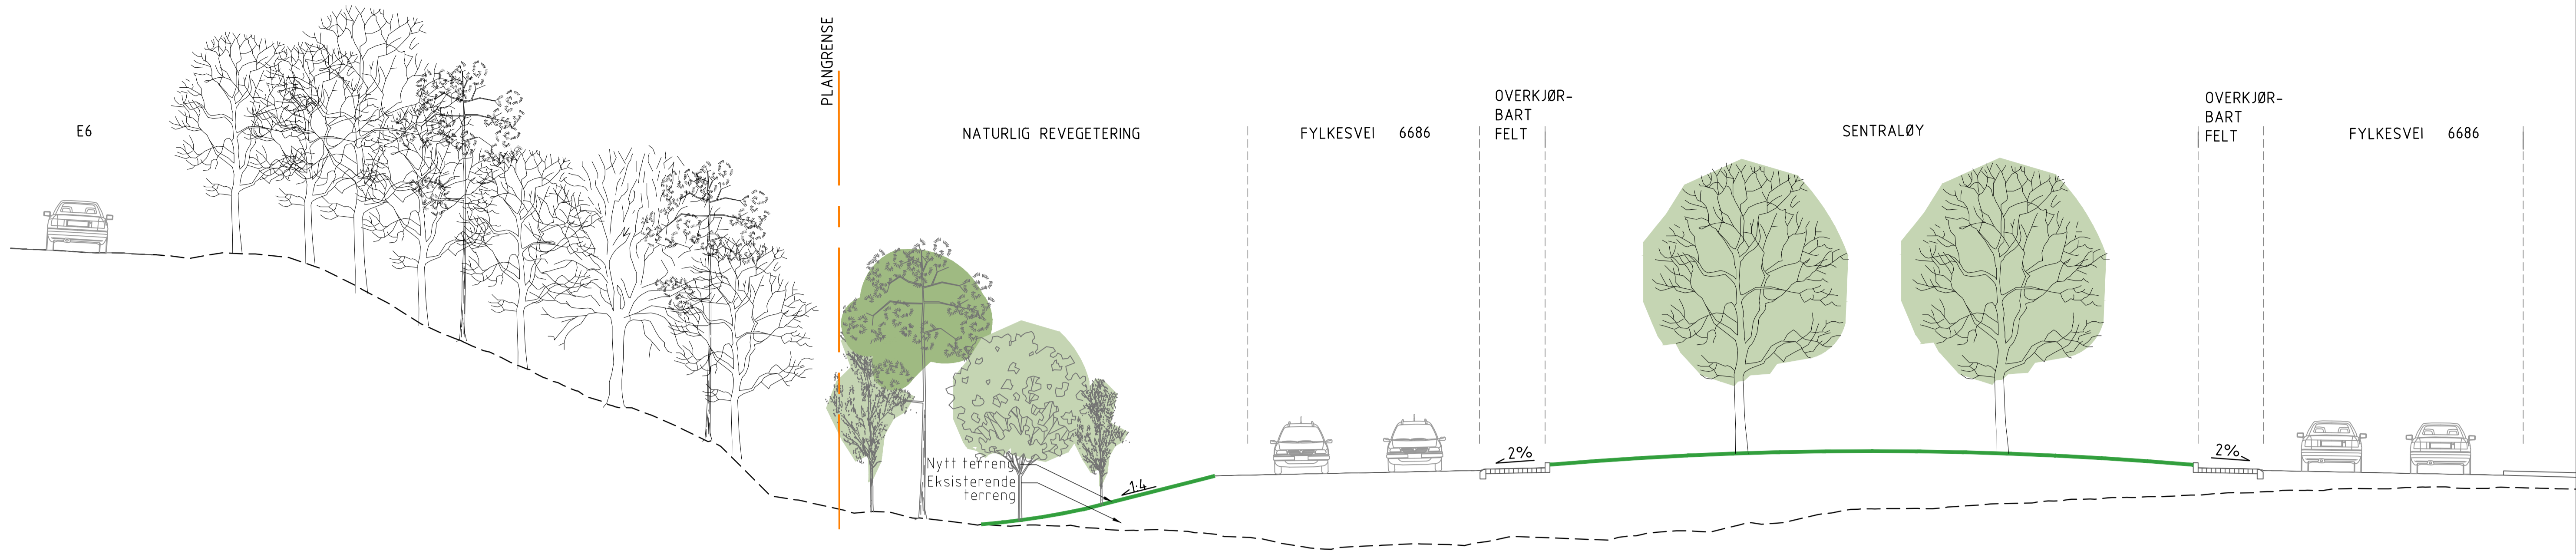 E6
PLANGRENSE
NATURLIG REVEGETERING
FYLKESVEI 6686
OVERKJØR-
BART
FELT
SENTRALØY
OVERKJØR-
BART
FELT
FYLKESVEI 6686
Nytt terreng
Eksisterende
terreng
1:4
2%
2%